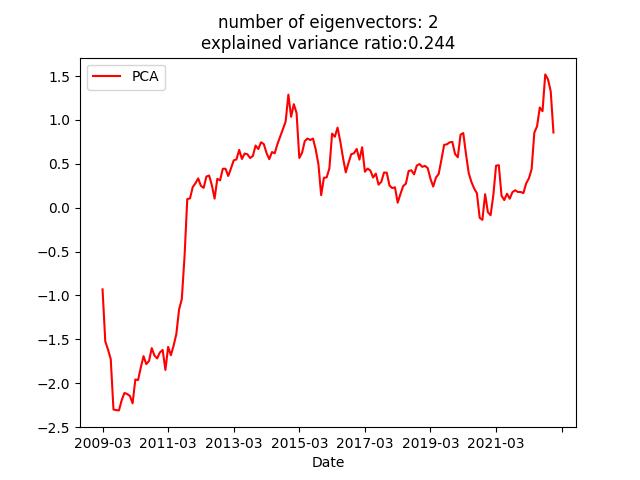 number of eigenvectors: 2
explained variance ratio:0.244
PCA
1.5
1.0
0.5
0.0
−0.5
−1.0
−1.5
−2.0
−2.5
2009-03 2011-03 2013-03 2015-03 2017-03 2019-03 2021-03
Date